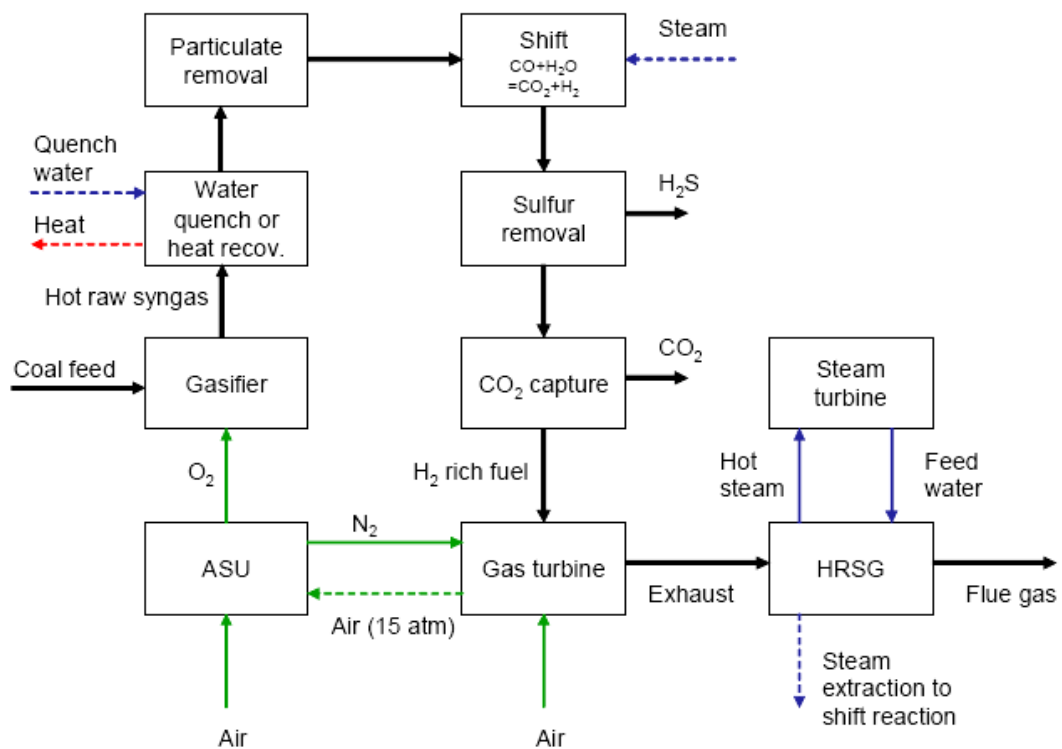 Particulate
removal
Shift
CO+H₂O
=CO₂+H₂
Steam
Quench
water
Heat
Water
quench or
heat recov.
Sulfur
removal
H₂S
Hot raw syngas
Coal feed
Gasifier
CO₂ capture
CO₂
Steam
turbine
O₂
H₂ rich fuel
Hot
steam
Feed
water
ASU
N₂
Air (15 atm)
Gas turbine
Exhaust
HRSG
Flue gas
Air
Air
Steam
extraction to
shift reaction